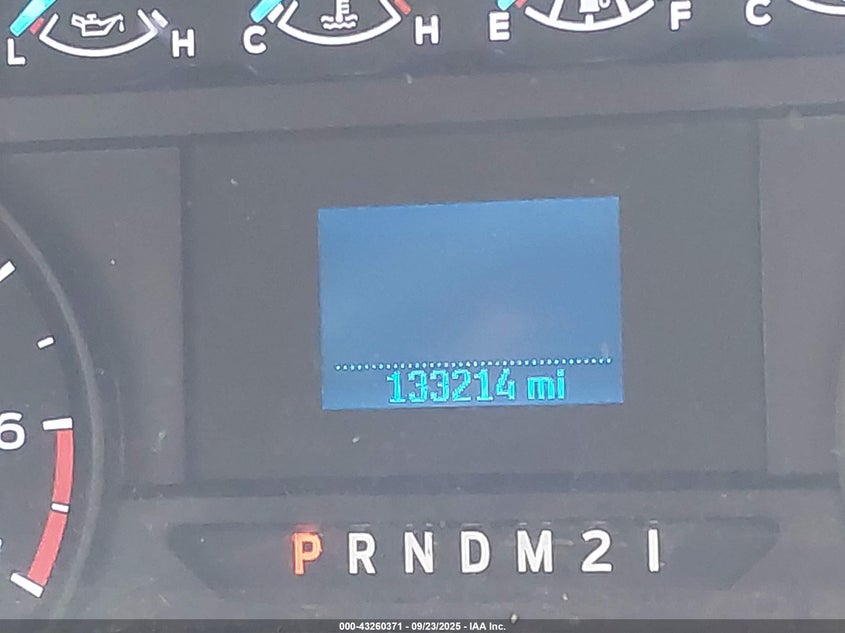 L H C H E F C
133214 mi
6
P R N D M 2 1
000-43260371 - 09/23/2025 - IAA Inc.